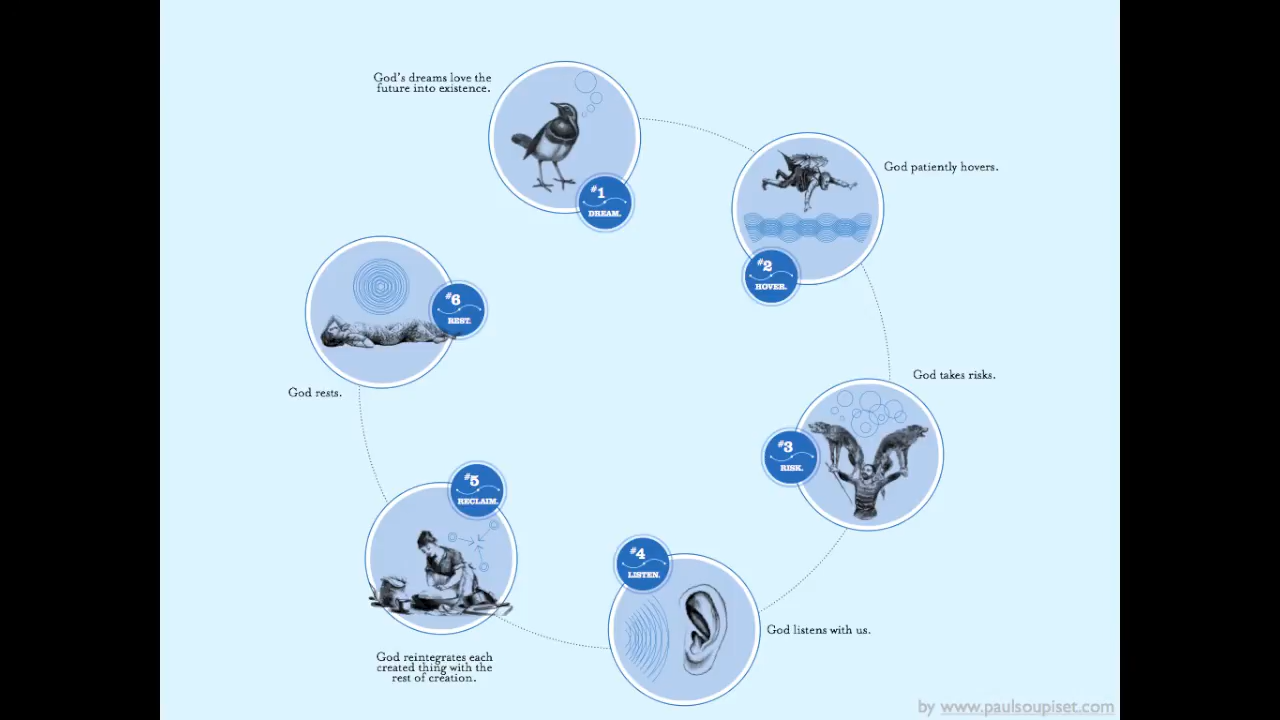 God's dreams love the
future into existence.
#1
DREAM.
God patiently hovers.
#2
HOVER.
God takes risks.
#3
RISK.
#4
LISTEN.
God listens with us.
#5
RECLAIM.
God reintegrates each
created thing with the
rest of creation.
#6
REST.
God rests.
by www.paulsoupiset.com